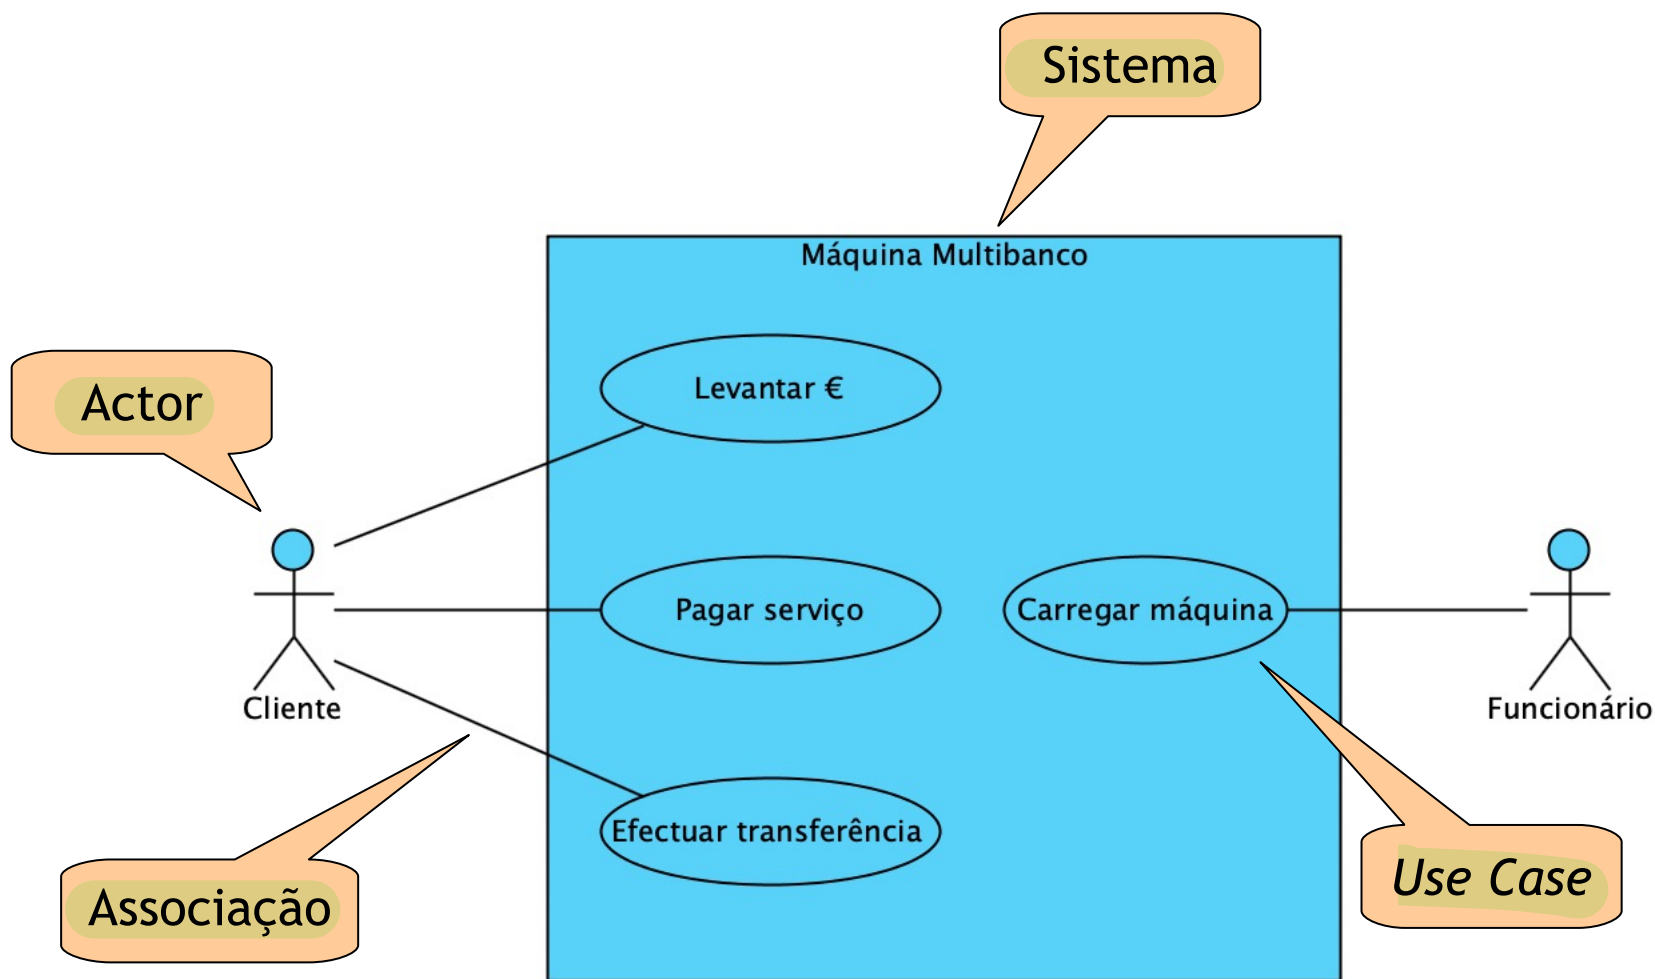 Sistema
Máquina Multibanco
Levantar €
Actor
Pagar serviço
Carregar máquina
Cliente
Funcionário
Efectuar transferência
Use Case
Associação